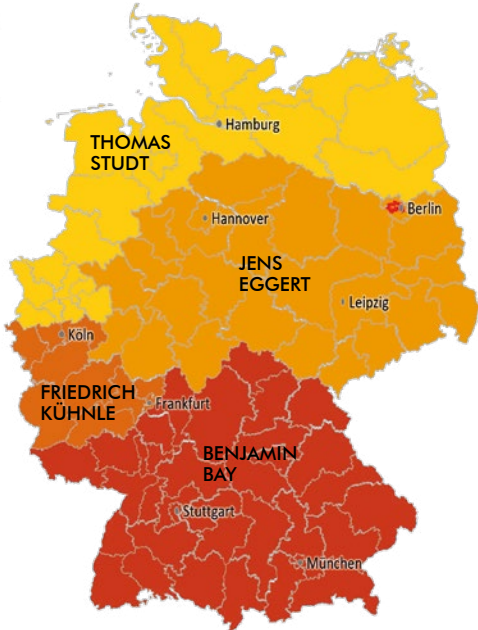 Hamburg
THOMAS
STUDT
Berlin
Hannover
JENS
EGGERT
Leipzig
Köln
FRIEDRICH
KÜHNLE
Frankfurt
BENJAMIN
BAY
Stuttgart
München